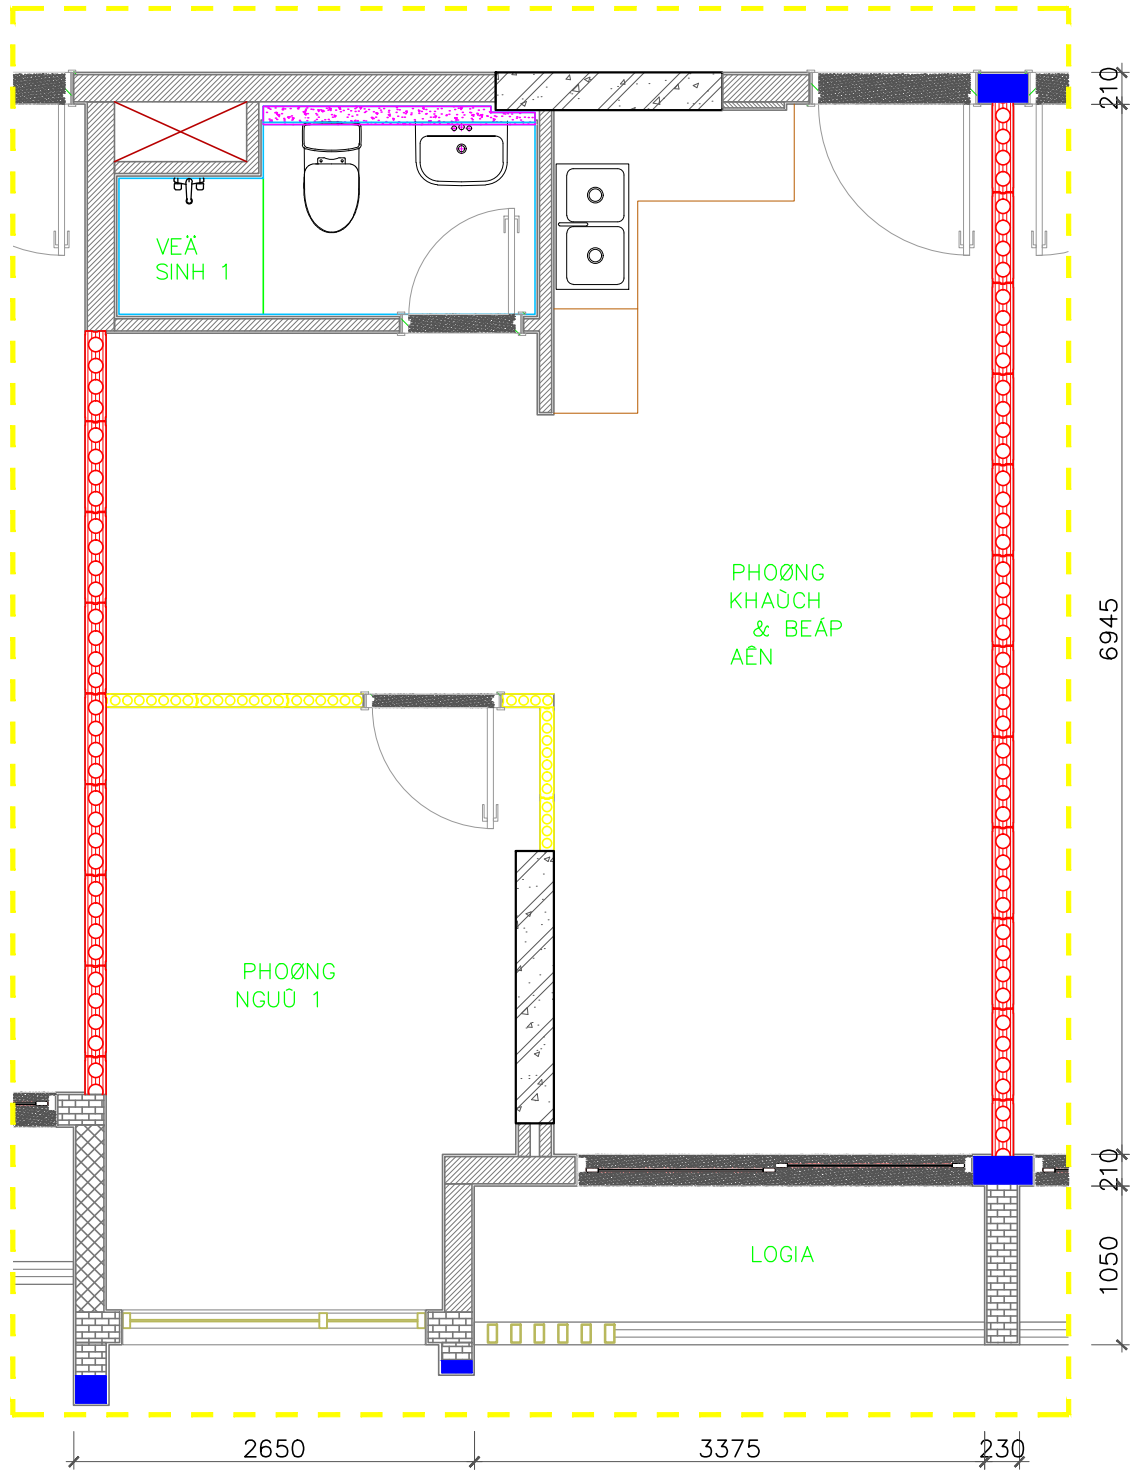 210
VEÄ
SINH 1
PHOØNG
KHAÙCH
& BEÁP
AÊN
6945
PHOØNG
NGUÛ 1
210
LOGIA
1050
2650
3375
230